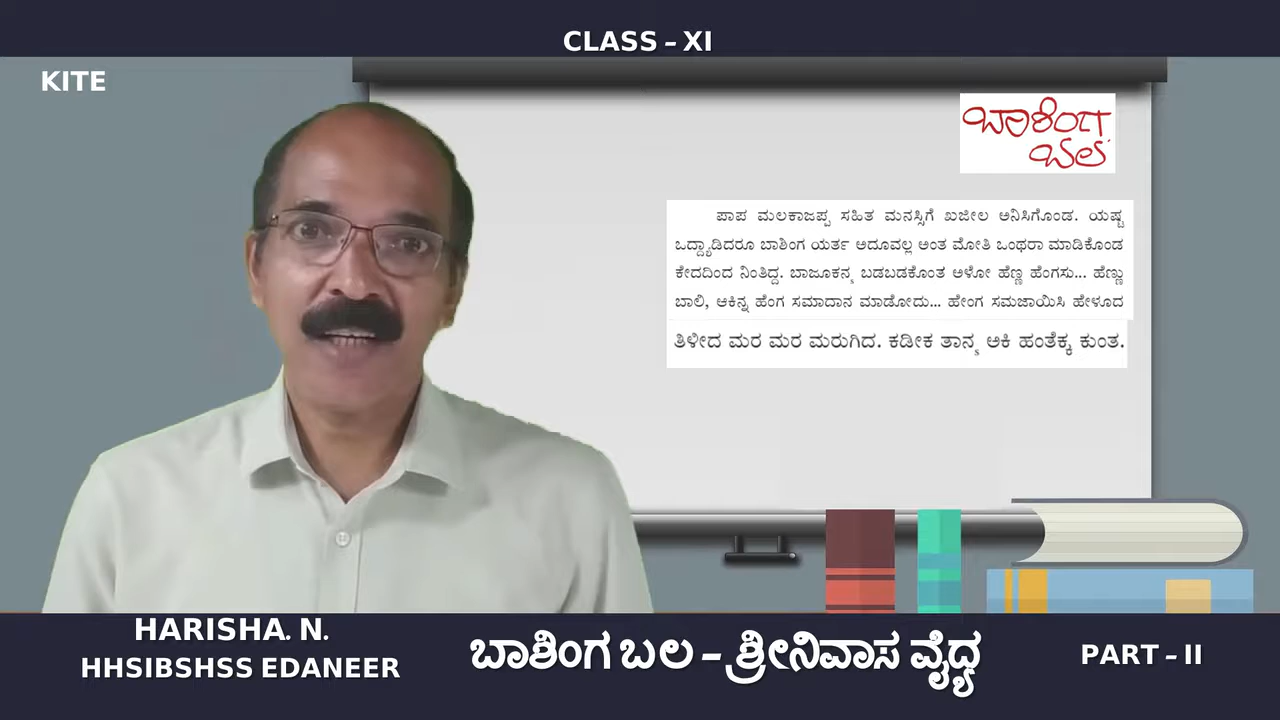 CLASS – XI
KITE
ಬಾಶಿಂಗ
ಬಲ
ಪಾಪ ಮಲಕಾಜಪ್ಪ ಸಹಿತ ಮನಸ್ಸಿಗೆ ಖಜೀಲ ಅನಿಸಿಗೊಂಡ. ಯಷ್ಟ
ಒದ್ದ್ಯಾಡಿದರೂ ಬಾಶಿಂಗ ಯರ್ತ ಅದೂವಲ್ಲ ಅಂತ ಮೋತಿ ಒಂಥರಾ ಮಾಡಿಕೊಂಡ
ಕೇದದಿಂದ ನಿಂತಿದ್ದ. ಬಾಜೂಕನ್ಸ ಬಡಬಡಕೊಂತ ಅಳೋ ಹೆಣ್ಣ ಹೆಂಗಸು... ಹೆಣ್ಣು
ಬಾಲಿ, ಆಕಿನ್ನ ಹೆಂಗ ಸಮಾದಾನ ಮಾಡೋದು... ಹೇಂಗ ಸಮಜಾಯಿಸಿ ಹೇಳೂದ
ತಿಳೀದ ಮರ ಮರ ಮರುಗಿದ. ಕಡೀಕ ತಾನ್ಸ ಅಕಿ ಹಂತೆಕ್ಕ ಕುಂತ.
HARISHA. N.
HHSIBSHSS EDANEER
ಬಾಶಿಂಗ ಬಲ – ಶ್ರೀನಿವಾಸ ವೈದ್ಯ
PART – II